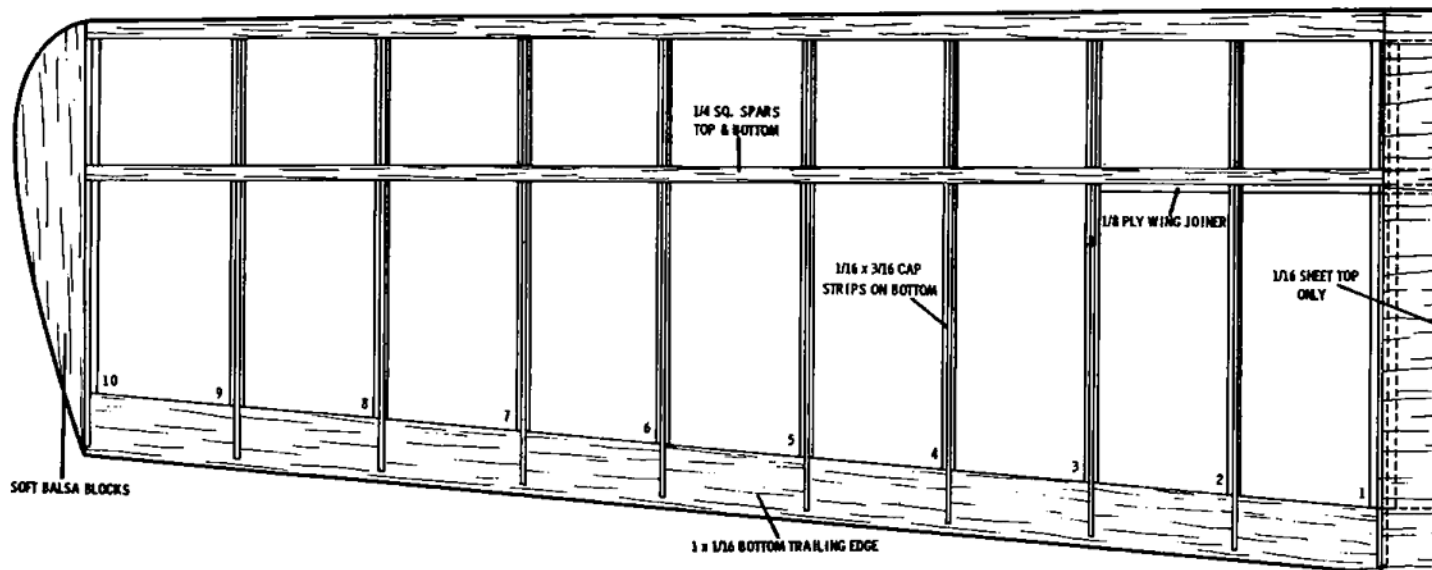 1/4 SQ. SPARS
TOP & BOTTOM
1/8 PLY WING JOINER
1/16 x 3/16 CAP
STRIPS ON BOTTOM
1/16 SHEET TOP
ONLY
10
9
8
7
6
5
4
3
2
1
SOFT BALSA BLOCKS
1 x 1/16 BOTTOM TRAILING EDGE